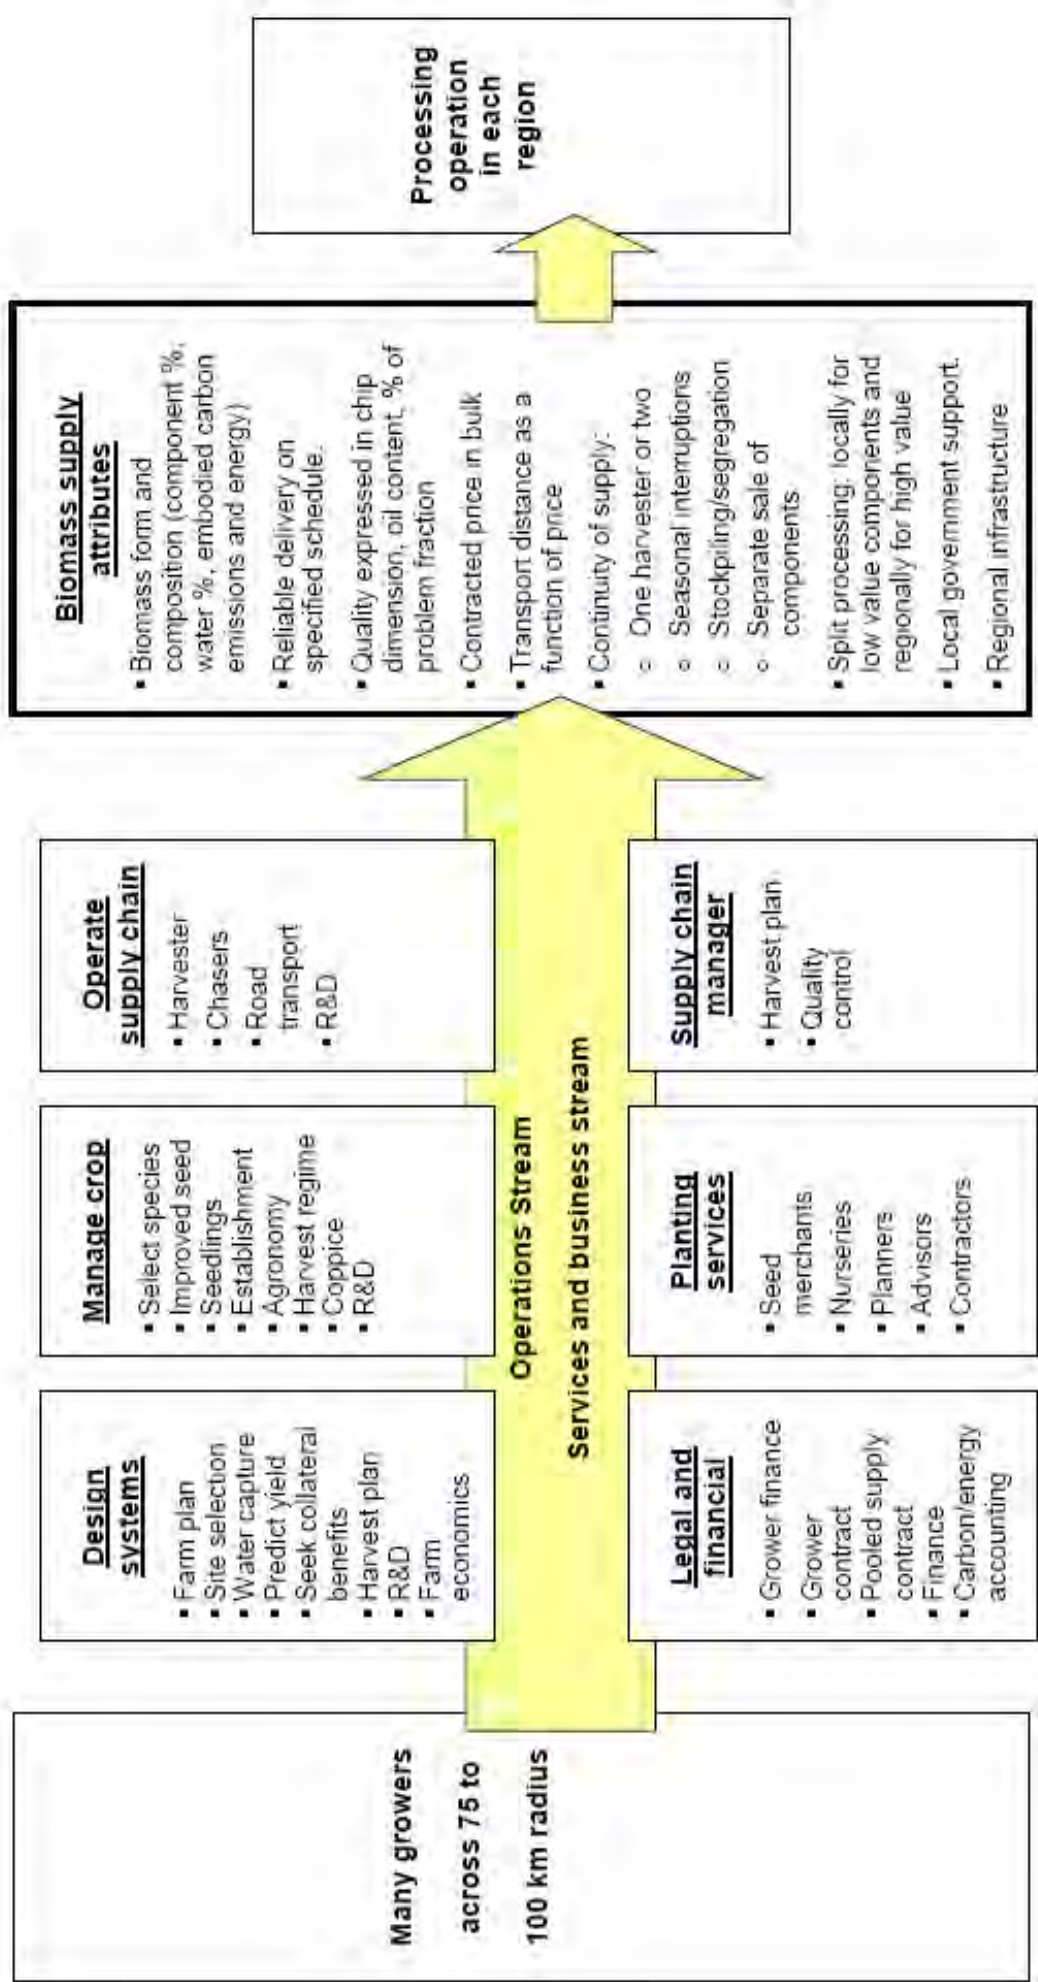 Many growers
across 75 to
100 km radius
Design
systems
▪ Farm plan
▪ Site selection
▪ Water capture
▪ Predict yield
▪ Seek collateral
benefits
▪ Harvest plan
▪ R&D
▪ Farm
economics
Manage crop
▪ Select species
▪ Improved seed
▪ Seedlings
▪ Establishment
▪ Agronomy
▪ Harvest regime
▪ Coppice
▪ R&D
Operate
supply chain
▪ Harvester
▪ Chasers
▪ Road
transport
▪ R&D
Operations Stream
Services and business stream
Legal and
financial
▪ Grower finance
▪ Grower
contract
▪ Pooled supply
contract
▪ Finance
▪ Carbon/energy
accounting
Planting
services
▪ Seed
merchants
▪ Nurseries
▪ Planners
▪ Advisors
▪ Contractors
Supply chain
manager
▪ Harvest plan
▪ Quality
control
Biomass supply
attributes
▪ Biomass form and
composition (component %,
water %, embodied carbon
emissions and energy)
▪ Reliable delivery on
specified schedule.
▪ Quality expressed in chip
dimension, oil content, % of
problem fraction
▪ Contracted price in bulk
▪ Transport distance as a
function of price
▪ Continuity of supply:
○ One harvester or two
○ Seasonal interruptions
○ Stockpiling/segregation
○ Separate sale of
components
▪ Split processing; locally for
low value components and
regionally for high value
▪ Local government support.
▪ Regional infrastructure
Processing
operation
in each
region